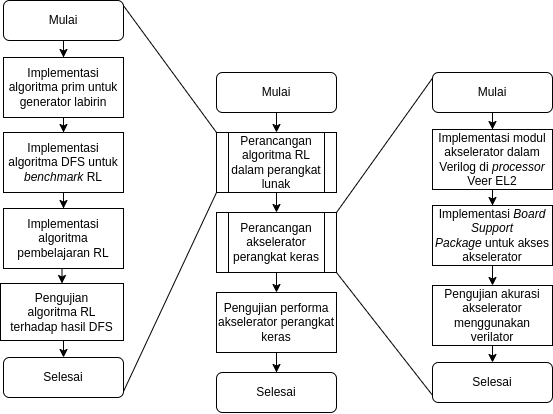 Mulai
Implementasi
algoritma prim untuk
generator labirin
Implementasi
algoritma DFS untuk
benchmark RL
Implementasi
algoritma
pembelajaran RL
Pengujian
algoritma RL
terhadap hasil DFS
Selesai
Mulai
Perancangan
algoritma RL
dalam perangkat
lunak
Perancangan
akselerator
perangkat keras
Pengujian performa
akselerator perangkat
keras
Selesai
Mulai
Implementasi modul
akselerator dalam
Verilog di processor
Veer EL2
Implementasi Board
Support
Package untuk akses
akselerator
Pengujian akurasi
akselerator
menggunakan
verilator
Selesai